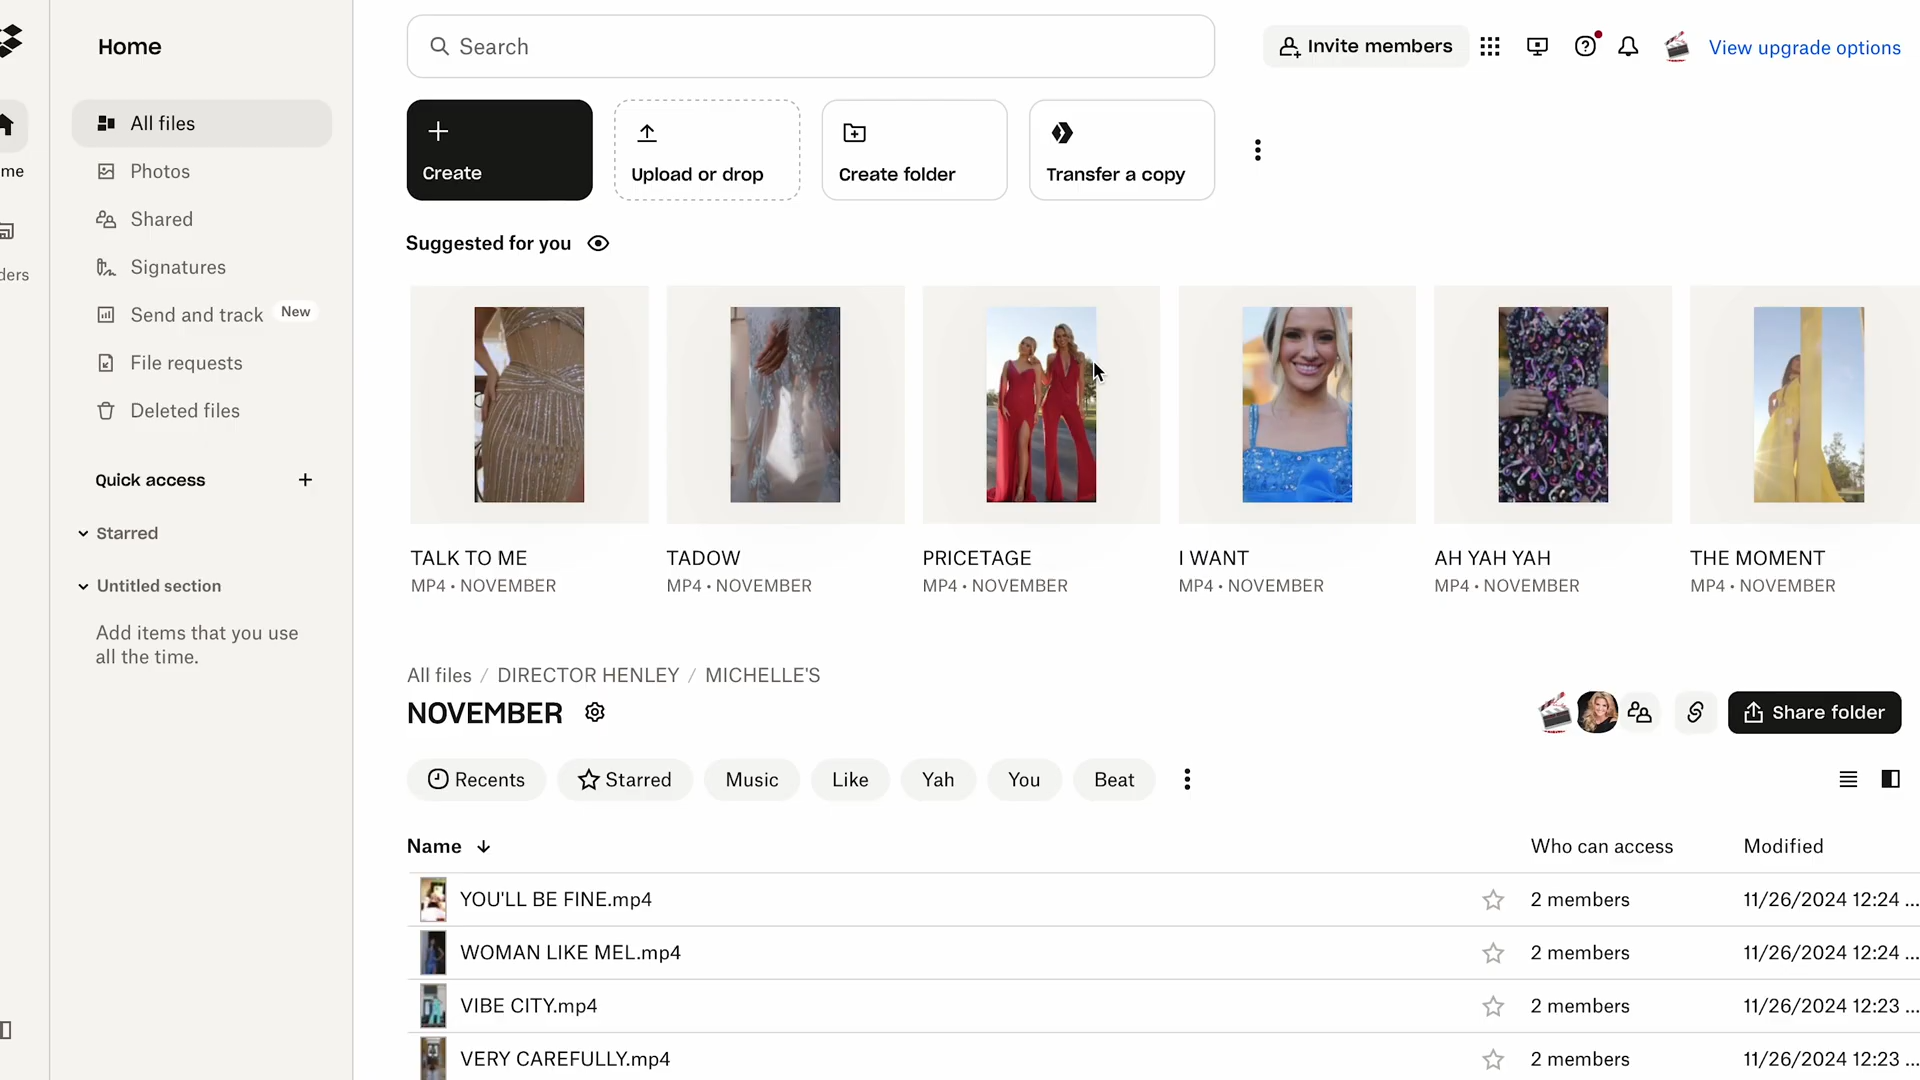 Home
Search
Invite members
View upgrade options
All files
Photos
Shared
Signatures
Send and track New
File requests
Deleted files
Quick access
Starred
Untitled section
Add items that you use
all the time.
me
ders
Create
Upload or drop
Create folder
Transfer a copy
Suggested for you
TALK TO ME
MP4 • NOVEMBER
TADOW
MP4 • NOVEMBER
PRICETAGE
MP4 • NOVEMBER
I WANT
MP4 • NOVEMBER
AH YAH YAH
MP4 • NOVEMBER
THE MOMENT
MP4 • NOVEMBER
All files / DIRECTOR HENLEY / MICHELLE'S
NOVEMBER
Share folder
Recents
Starred
Music
Like
Yah
You
Beat
Name
Who can access
Modified
YOU'LL BE FINE.mp4
2 members
11/26/2024 12:24 ...
WOMAN LIKE MEL.mp4
2 members
11/26/2024 12:24 ...
VIBE CITY.mp4
2 members
11/26/2024 12:23 ...
VERY CAREFULLY.mp4
2 members
11/26/2024 12:23 ...